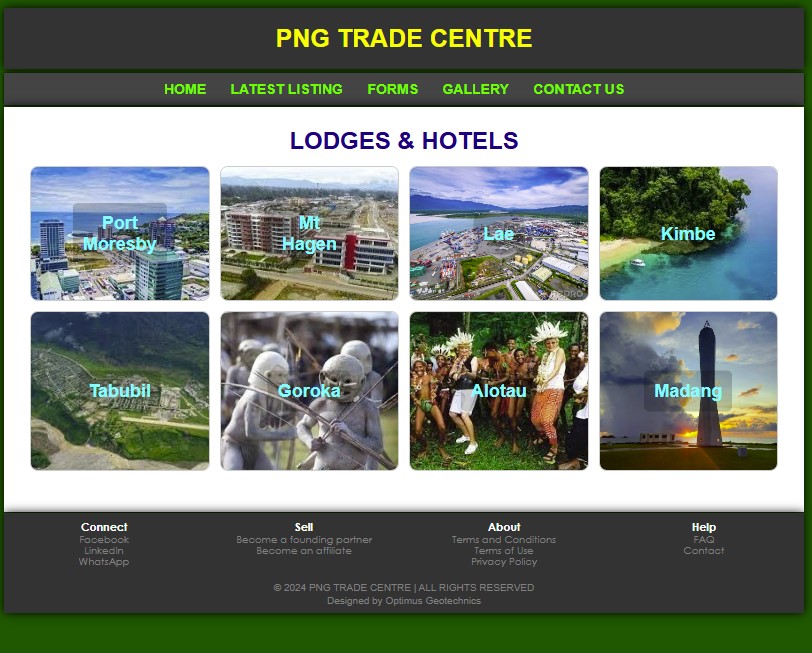 PNG TRADE CENTRE
HOME LATEST LISTING FORMS GALLERY CONTACT US
LODGES & HOTELS
Port
Moresby
Mt
Hagen
Lae
Kimbe
Tabubil
Goroka
Alotau
Madang
Connect
Facebook
LinkedIn
WhatsApp
Sell
Become a founding partner
Become an affiliate
About
Terms and Conditions
Terms of Use
Privacy Policy
Help
FAQ
Contact
© 2024 PNG TRADE CENTRE | ALL RIGHTS RESERVED
Designed by Optimus Geotechnics